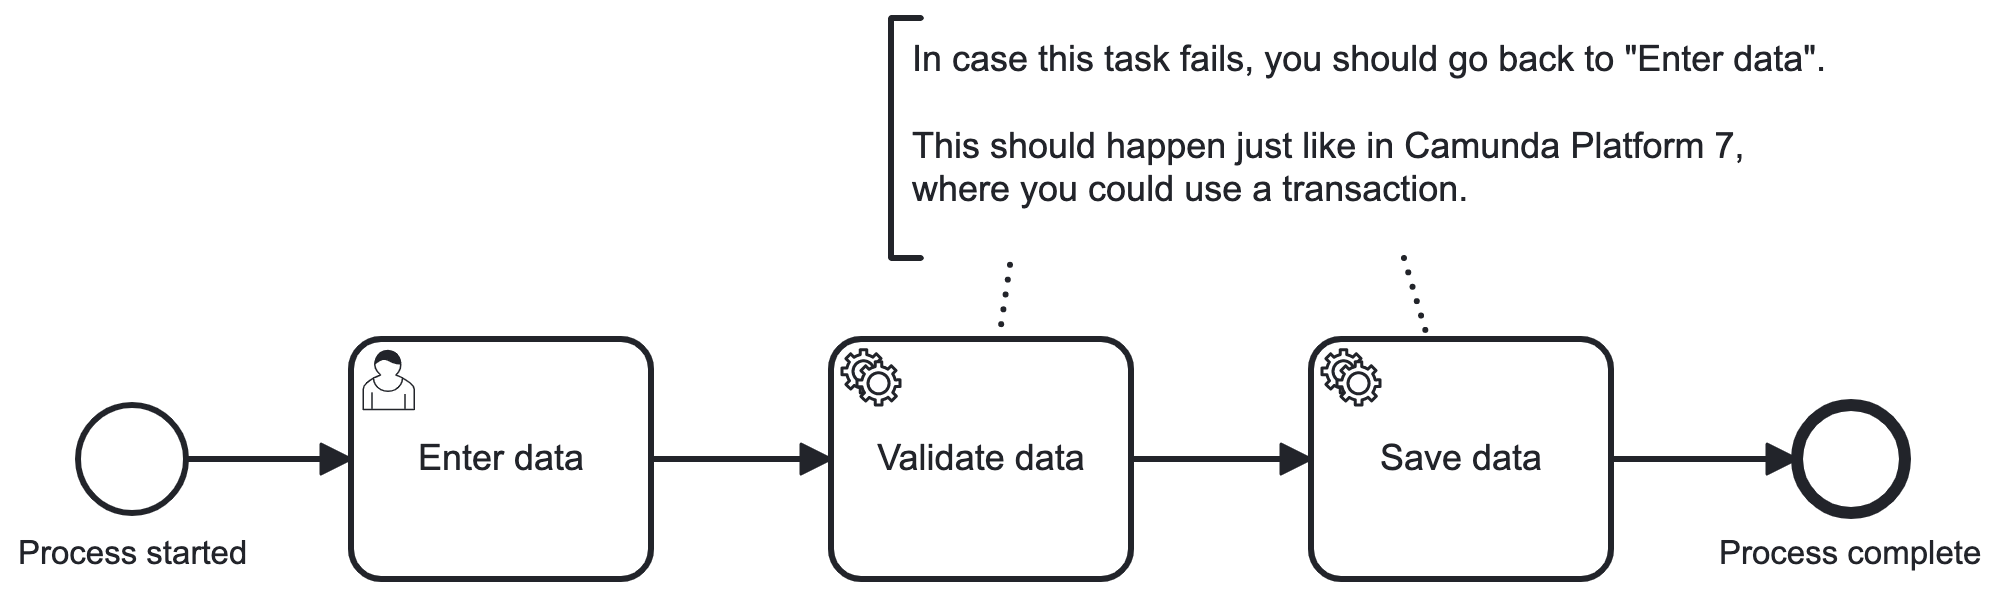 In case this task fails, you should go back to "Enter data".
This should happen just like in Camunda Platform 7,
where you could use a transaction.
Enter data
Validate data
Save data
Process started
Process complete